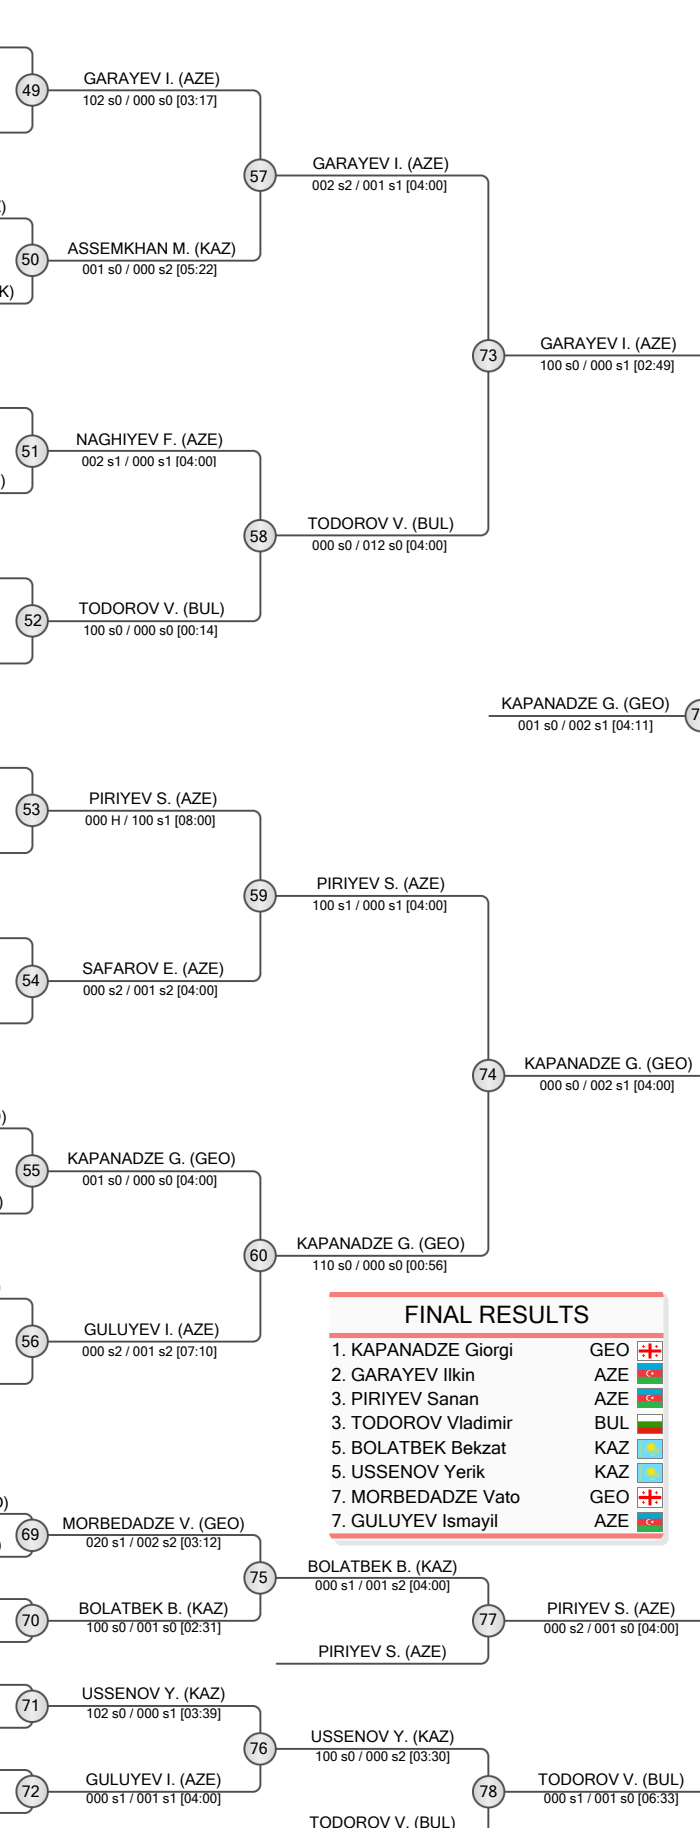 GARAYEV I. (AZE)
49
102 s0 / 000 s0 [03:17]
GARAYEV I. (AZE)
57
002 s2 / 001 s1 [04:00]
)
ASSEMKHAN M. (KAZ)
50
001 s0 / 000 s2 [05:22]
K)
GARAYEV I. (AZE)
73
100 s0 / 000 s1 [02:49]
NAGHIYEV F. (AZE)
51
002 s1 / 000 s1 [04:00]
)
TODOROV V. (BUL)
58
000 s0 / 012 s0 [04:00]
TODOROV V. (BUL)
52
100 s0 / 000 s0 [00:14]
KAPANADZE G. (GEO)
7
001 s0 / 002 s1 [04:11]
PIRIYEV S. (AZE)
53
000 H / 100 s1 [08:00]
PIRIYEV S. (AZE)
59
100 s1 / 000 s1 [04:00]
SAFAROV E. (AZE)
54
000 s2 / 001 s2 [04:00]
KAPANADZE G. (GEO)
74
000 s0 / 002 s1 [04:00]
)
KAPANADZE G. (GEO)
55
001 s0 / 000 s0 [04:00]
)
KAPANADZE G. (GEO)
60
110 s0 / 000 s0 [00:56]
GULUYEV I. (AZE)
56
000 s2 / 001 s2 [07:10]
FINAL RESULTS
1. KAPANADZE Giorgi GEO
2. GARAYEV Ilkin AZE
3. PIRIYEV Sanan AZE
3. TODOROV Vladimir BUL
5. BOLATBEK Bekzat KAZ
5. USSENOV Yerik KAZ
7. MORBEDADZE Vato GEO
7. GULUYEV Ismayil AZE
)
MORBEDADZE V. (GEO)
69
020 s1 / 002 s2 [03:12]
)
BOLATBEK B. (KAZ)
75
000 s1 / 001 s2 [04:00]
BOLATBEK B. (KAZ)
70
100 s0 / 001 s0 [02:31]
PIRIYEV S. (AZE)
77
000 s2 / 001 s0 [04:00]
PIRIYEV S. (AZE)
USSENOV Y. (KAZ)
71
102 s0 / 000 s1 [03:39]
USSENOV Y. (KAZ)
76
100 s0 / 000 s2 [03:30]
GULUYEV I. (AZE)
72
000 s1 / 001 s1 [04:00]
TODOROV V. (BUL)
78
000 s1 / 001 s0 [06:33]
TODOROV V. (BUL)